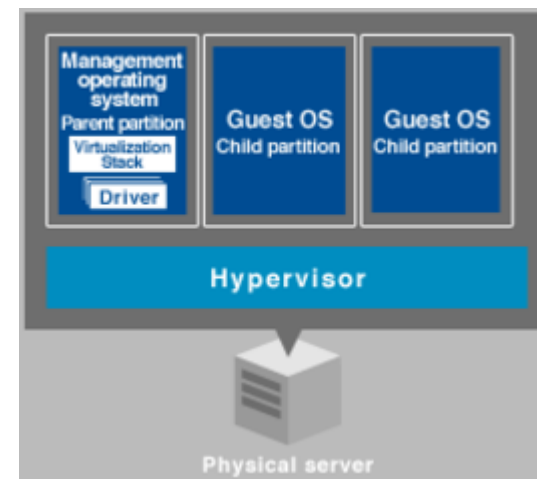 Management
operating
system
Parent partition
Virtualization
Stack
Driver
Guest OS
Child partition
Guest OS
Child partition
Hypervisor
Physical server